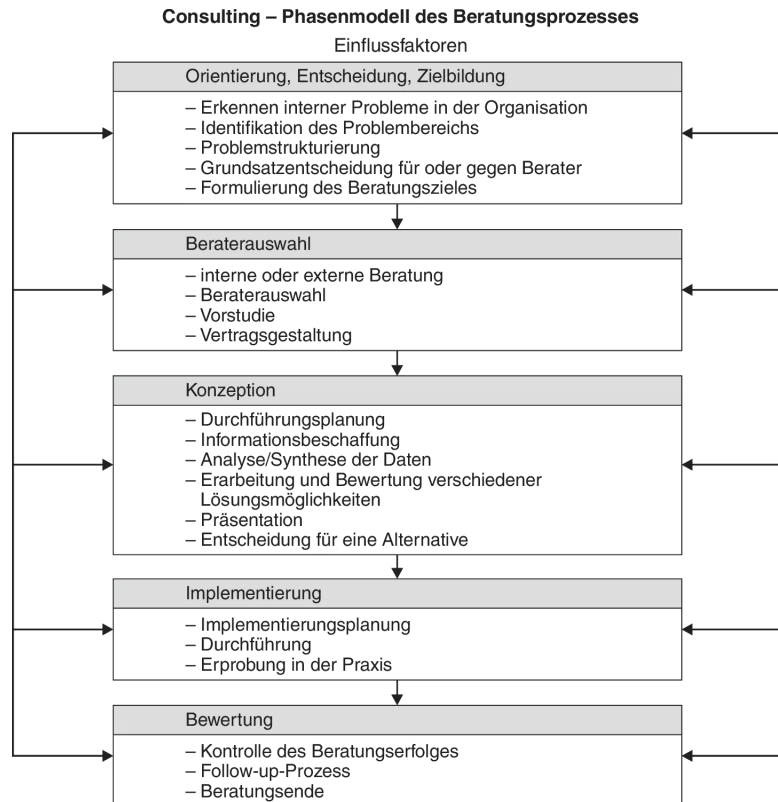 Consulting – Phasenmodell des Beratungsprozesses
Einflussfaktoren
Orientierung, Entscheidung, Zielbildung
– Erkennen interner Probleme in der Organisation
– Identifikation des Problembereichs
– Problemstrukturierung
– Grundsatzentscheidung für oder gegen Berater
– Formulierung des Beratungszieles
Beraterauswahl
– interne oder externe Beratung
– Beraterauswahl
– Vorstudie
– Vertragsgestaltung
Konzeption
– Durchführungsplanung
– Informationsbeschaffung
– Analyse/Synthese der Daten
– Erarbeitung und Bewertung verschiedener
Lösungsmöglichkeiten
– Präsentation
– Entscheidung für eine Alternative
Implementierung
– Implementierungsplanung
– Durchführung
– Erprobung in der Praxis
Bewertung
– Kontrolle des Beratungserfolges
– Follow-up-Prozess
– Beratungsende